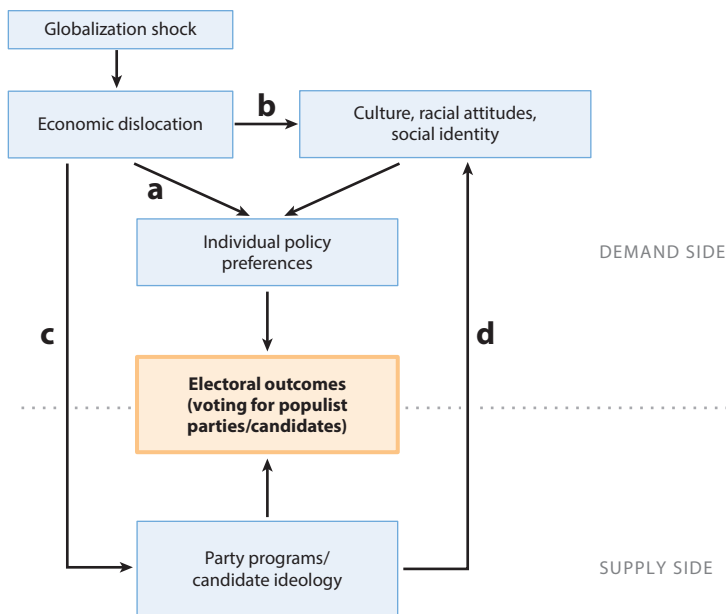 Globalization shock
Economic dislocation
b
Culture, racial attitudes,
social identity
a
Individual policy
preferences
DEMAND SIDE
c
d
Electoral outcomes
(voting for populist
parties/candidates)
Party programs/
candidate ideology
SUPPLY SIDE